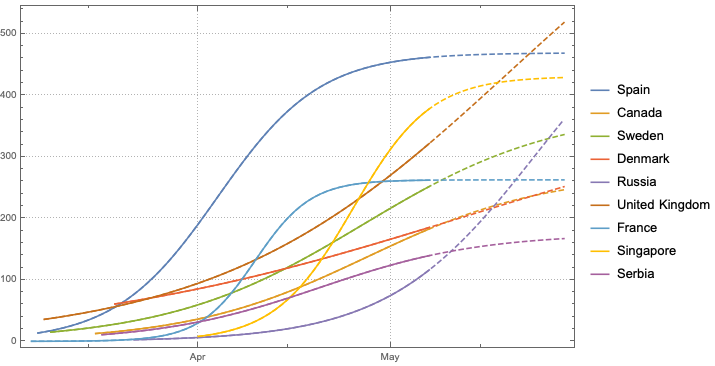 500
400
300
200
100
0
Apr
May
Spain
Canada
Sweden
Denmark
Russia
United Kingdom
France
Singapore
Serbia